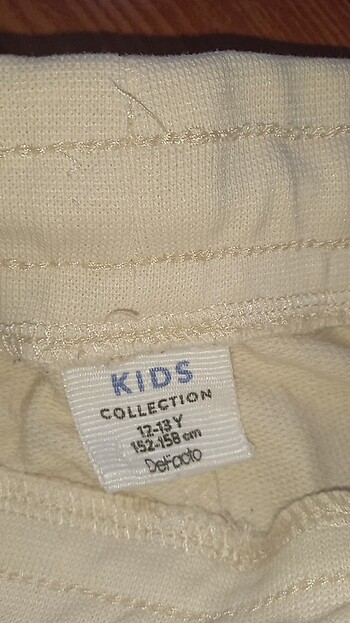 KIDS
COLLECTION
12-13 Y
152-158 cm
DeFacto